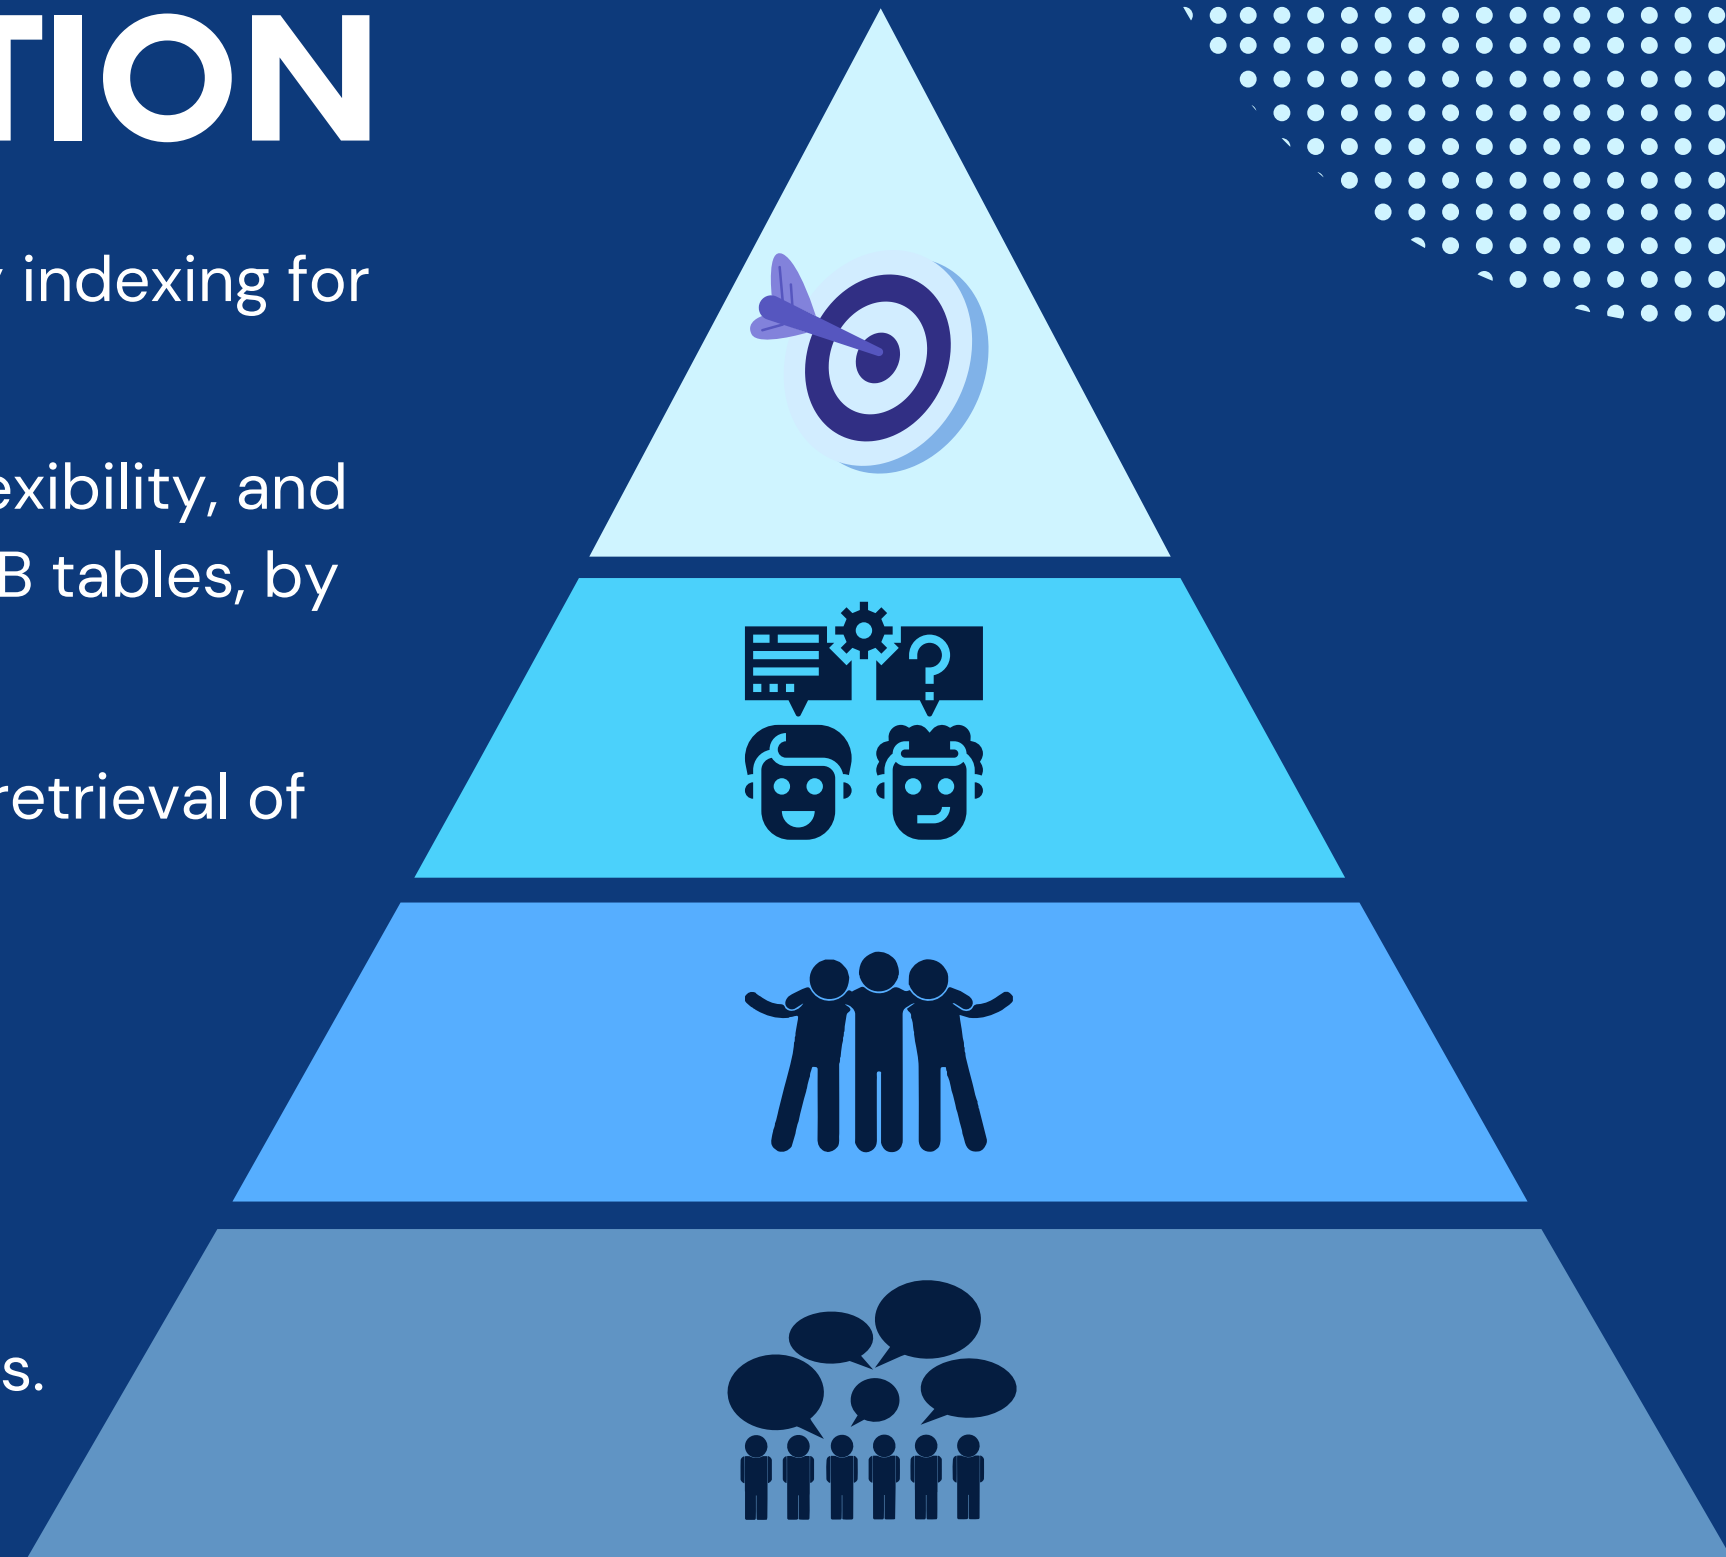 TION
indexing for
exibility, and
B tables, by
retrieval of
s.
?